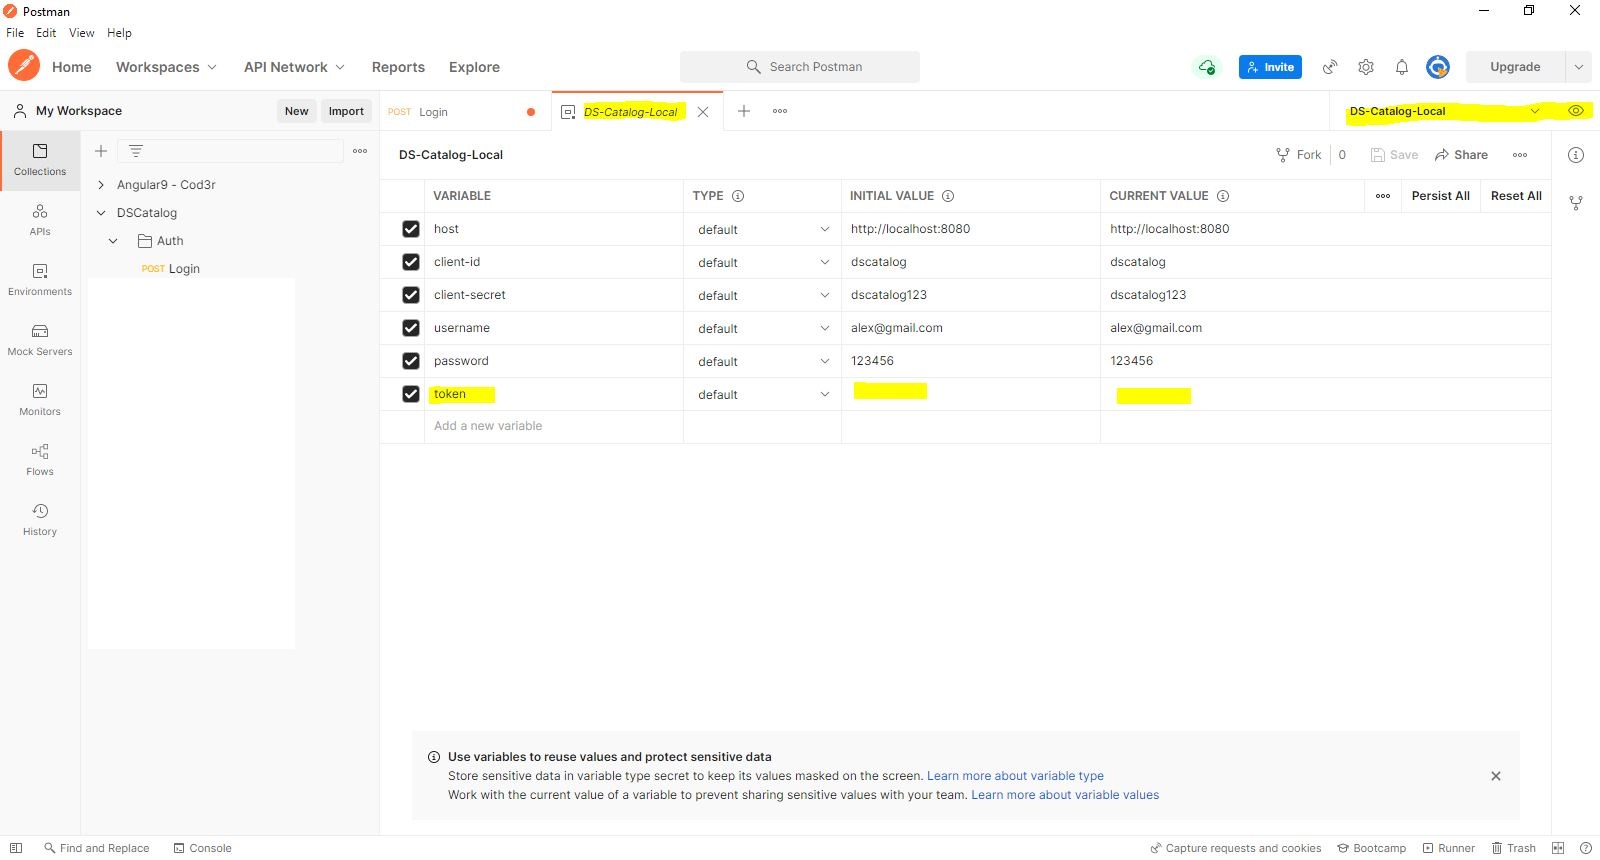 Postman
File Edit View Help
Home Workspaces API Network Reports Explore Search Postman Invite Upgrade
My Workspace New Import POST Login DS-Catalog-Local DS-Catalog-Local
Collections
APIs
Environments
Mock Servers
Monitors
Flows
History
Angular9 - Cod3r
DSCatalog
Auth
POST Login
DS-Catalog-Local Fork 0 Save Share
VARIABLE TYPE INITIAL VALUE CURRENT VALUE Persist All Reset All
host default http://localhost:8080 http://localhost:8080
client-id default dscatalog dscatalog
client-secret default dscatalog123 dscatalog123
username default alex@gmail.com alex@gmail.com
password default 123456 123456
token default
Add a new variable
Use variables to reuse values and protect sensitive data
Store sensitive data in variable type secret to keep its values masked on the screen. Learn more about variable type
Work with the current value of a variable to prevent sharing sensitive values with your team. Learn more about variable values
Find and Replace Console Capture requests and cookies Bootcamp Runner Trash